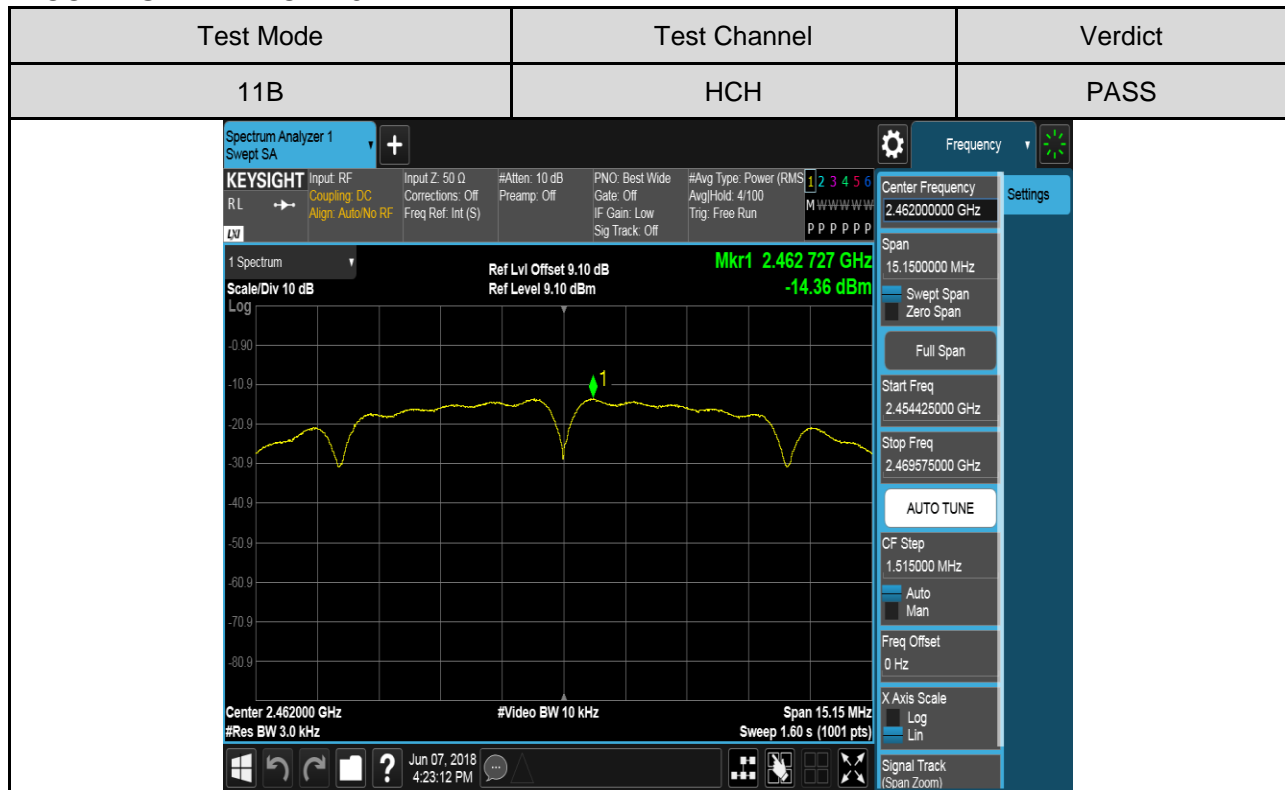 Test Mode Test Channel Verdict
11B HCH PASS
Spectrum Analyzer 1
Swept SA
+
Frequency
KEYSIGHT
RL
LXI
Input: RF
Coupling: DC
Align: Auto/No RF
Input Z: 50 Ω
Corrections: Off
Freq Ref: Int (S)
#Atten: 10 dB
Preamp: Off
PNO: Best Wide
Gate: Off
IF Gain: Low
Sig Track: Off
#Avg Type: Power (RMS
Avg|Hold: 4/100
Trig: Free Run
1 2 3 4 5 6
M W W W W W
P P P P P P
1 Spectrum
Scale/Div 10 dB
Ref Lvl Offset 9.10 dB
Ref Level 9.10 dBm
Mkr1 2.462 727 GHz
-14.36 dBm
Log
-0.90
-10.9
-20.9
-30.9
-40.9
-50.9
-60.9
-70.9
-80.9
1
Center 2.462000 GHz
#Res BW 3.0 kHz
#Video BW 10 kHz
Span 15.15 MHz
Sweep 1.60 s (1001 pts)
Jun 07, 2018
4:23:12 PM
?
Center Frequency
2.462000000 GHz
Span
15.1500000 MHz
Swept Span
Zero Span
Full Span
Start Freq
2.454425000 GHz
Stop Freq
2.469575000 GHz
AUTO TUNE
CF Step
1.515000 MHz
Auto
Man
Freq Offset
0 Hz
X Axis Scale
Log
Lin
Signal Track
(Span Zoom)
Settings